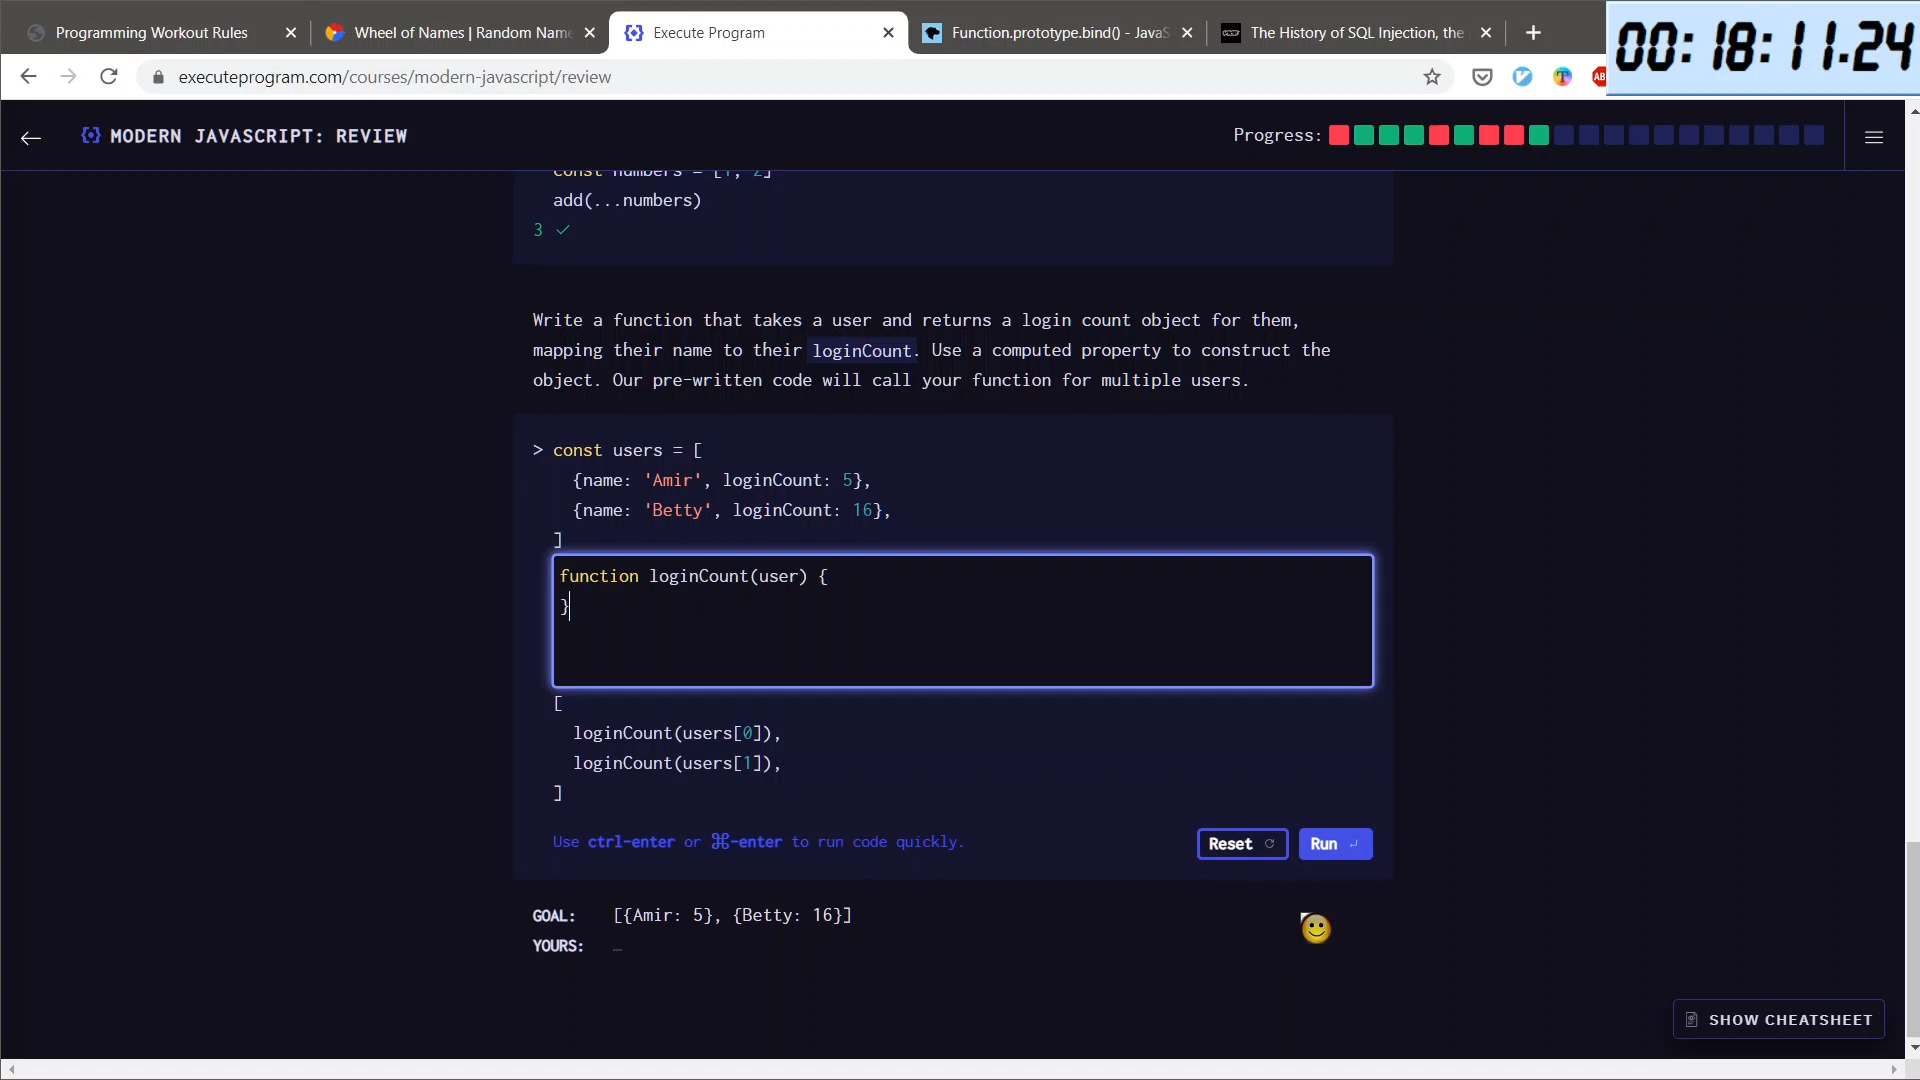 Programming Workout Rules
Wheel of Names | Random Name
Execute Program
Function.prototype.bind() - JavaS
The History of SQL Injection, the
00:18:11.24
executeprogram.com/courses/modern-javascript/review
MODERN JAVASCRIPT: REVIEW
Progress:
const numbers = [1, 2]
add(...numbers)
3 ✓
Write a function that takes a user and returns a login count object for them,
mapping their name to their loginCount. Use a computed property to construct the
object. Our pre-written code will call your function for multiple users.
> const users = [
{name: 'Amir', loginCount: 5},
{name: 'Betty', loginCount: 16},
]
function loginCount(user) {
}
[
loginCount(users[0]),
loginCount(users[1]),
]
Use ctrl-enter or ⌘-enter to run code quickly.
Reset
Run
GOAL: [{Amir: 5}, {Betty: 16}]
YOURS: …
SHOW CHEATSHEET